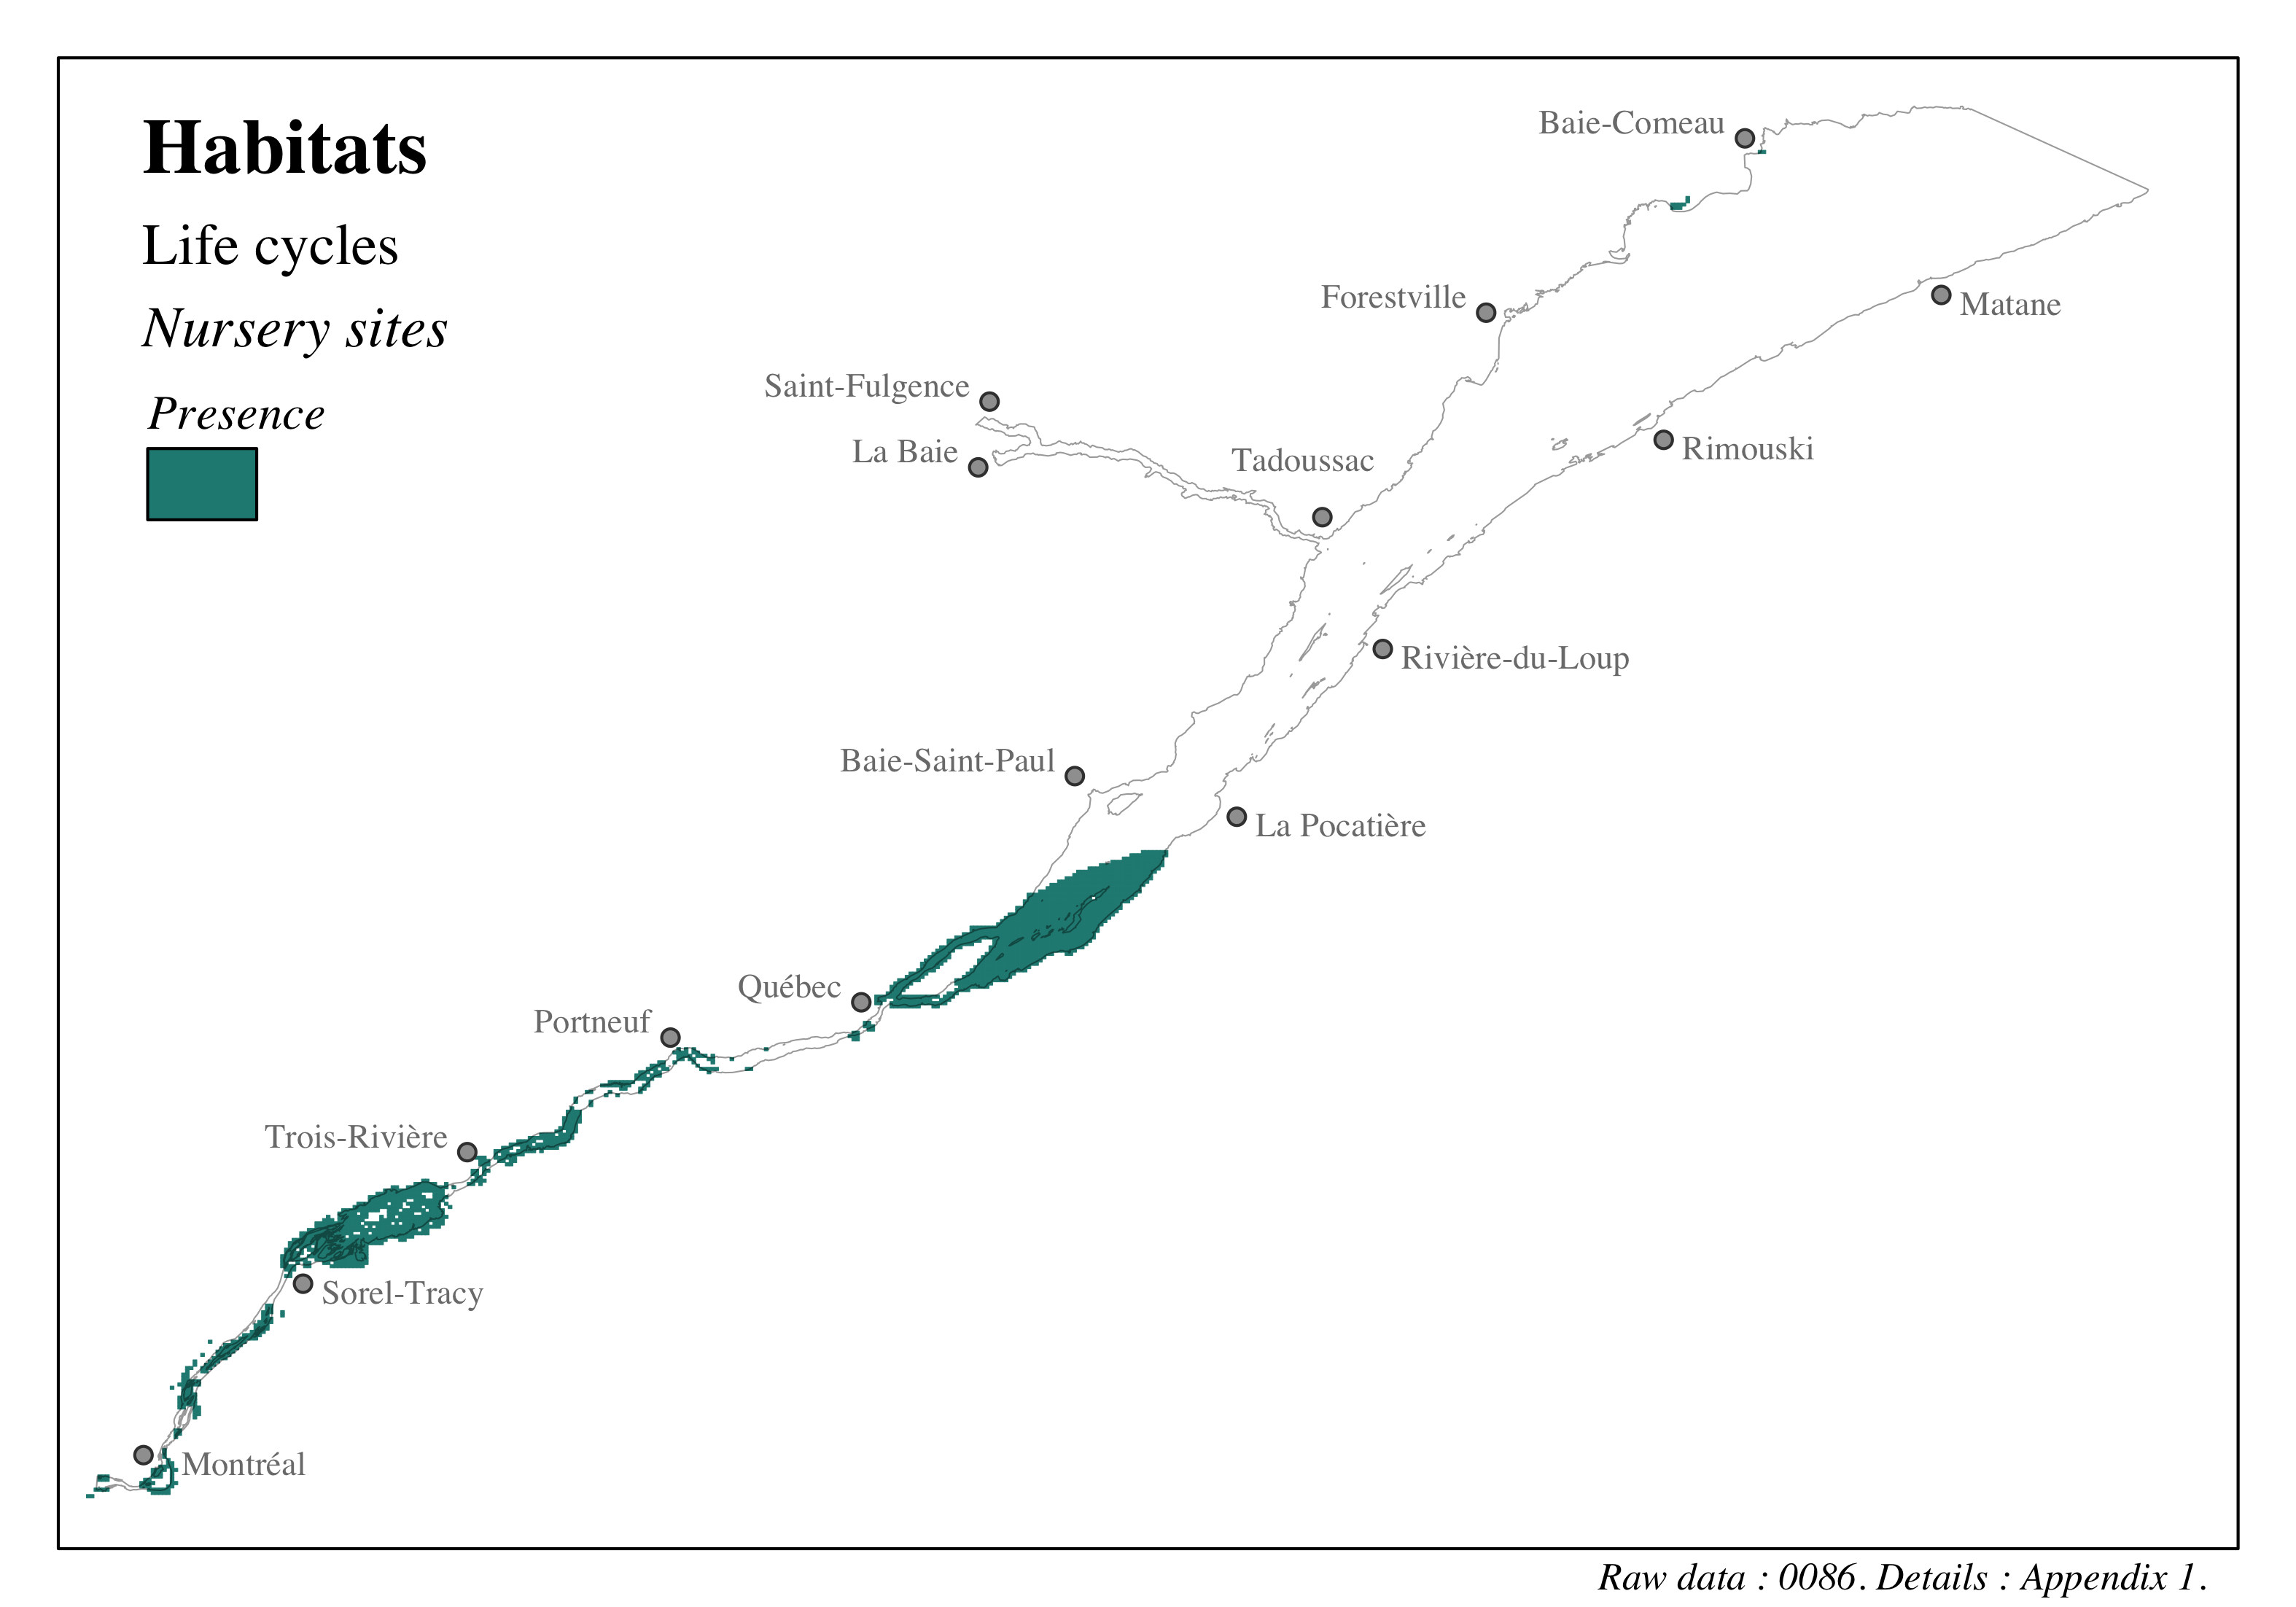 Habitats
Life cycles
Nursery sites
Presence
Baie-Comeau
Forestville
Matane
Saint-Fulgence
La Baie
Tadoussac
Rimouski
Rivière-du-Loup
Baie-Saint-Paul
La Pocatière
Québec
Portneuf
Trois-Rivière
Sorel-Tracy
Montréal
Raw data : 0086. Details : Appendix 1.